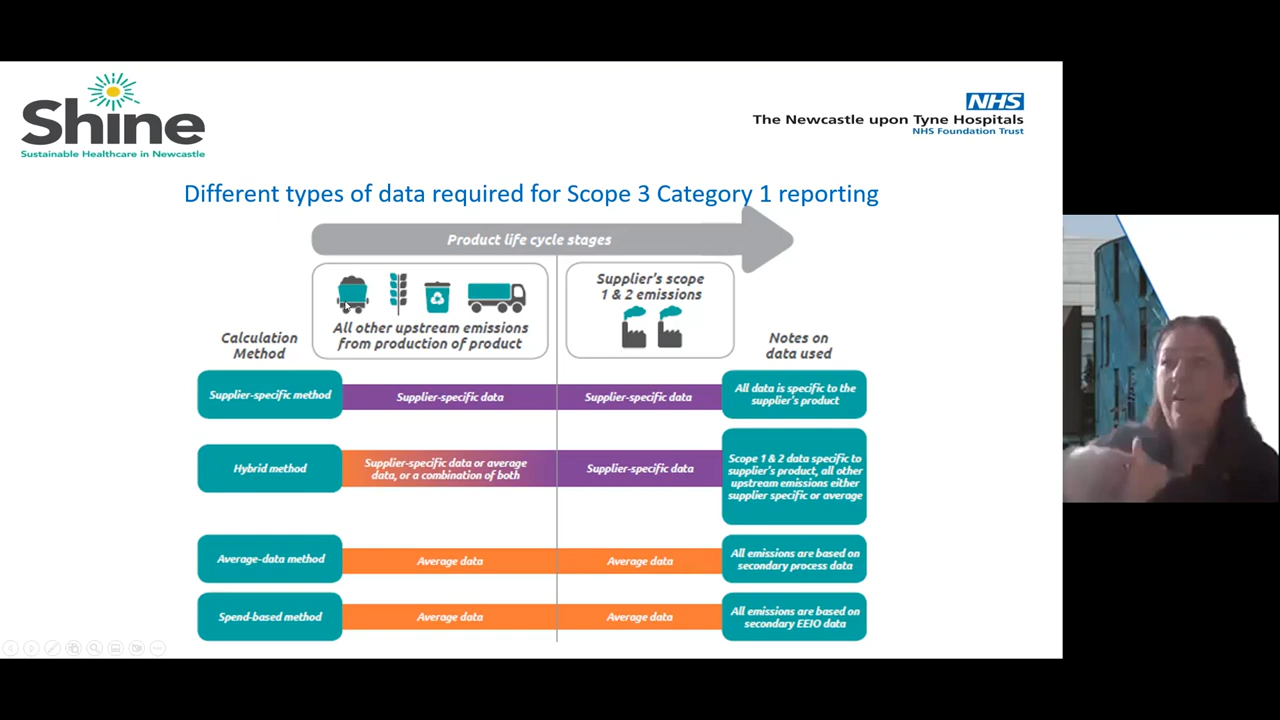 Shine
Sustainable Healthcare in Newcastle
NHS
The Newcastle upon Tyne Hospitals
NHS Foundation Trust
Different types of data required for Scope 3 Category 1 reporting
Product life cycle stages
All other upstream emissions
from production of product
Supplier's scope
1 & 2 emissions
Calculation
Method
Notes on
data used
Supplier-specific method
Supplier-specific data
Supplier-specific data
All data is specific to the
supplier's product
Hybrid method
Supplier-specific data or average
data, or a combination of both
Supplier-specific data
Scope 1 & 2 data specific to
supplier's product, all other
upstream emissions either
supplier specific or average
Average-data method
Average data
Average data
All emissions are based on
secondary process data
Spend-based method
Average data
Average data
All emissions are based on
secondary EEIO data